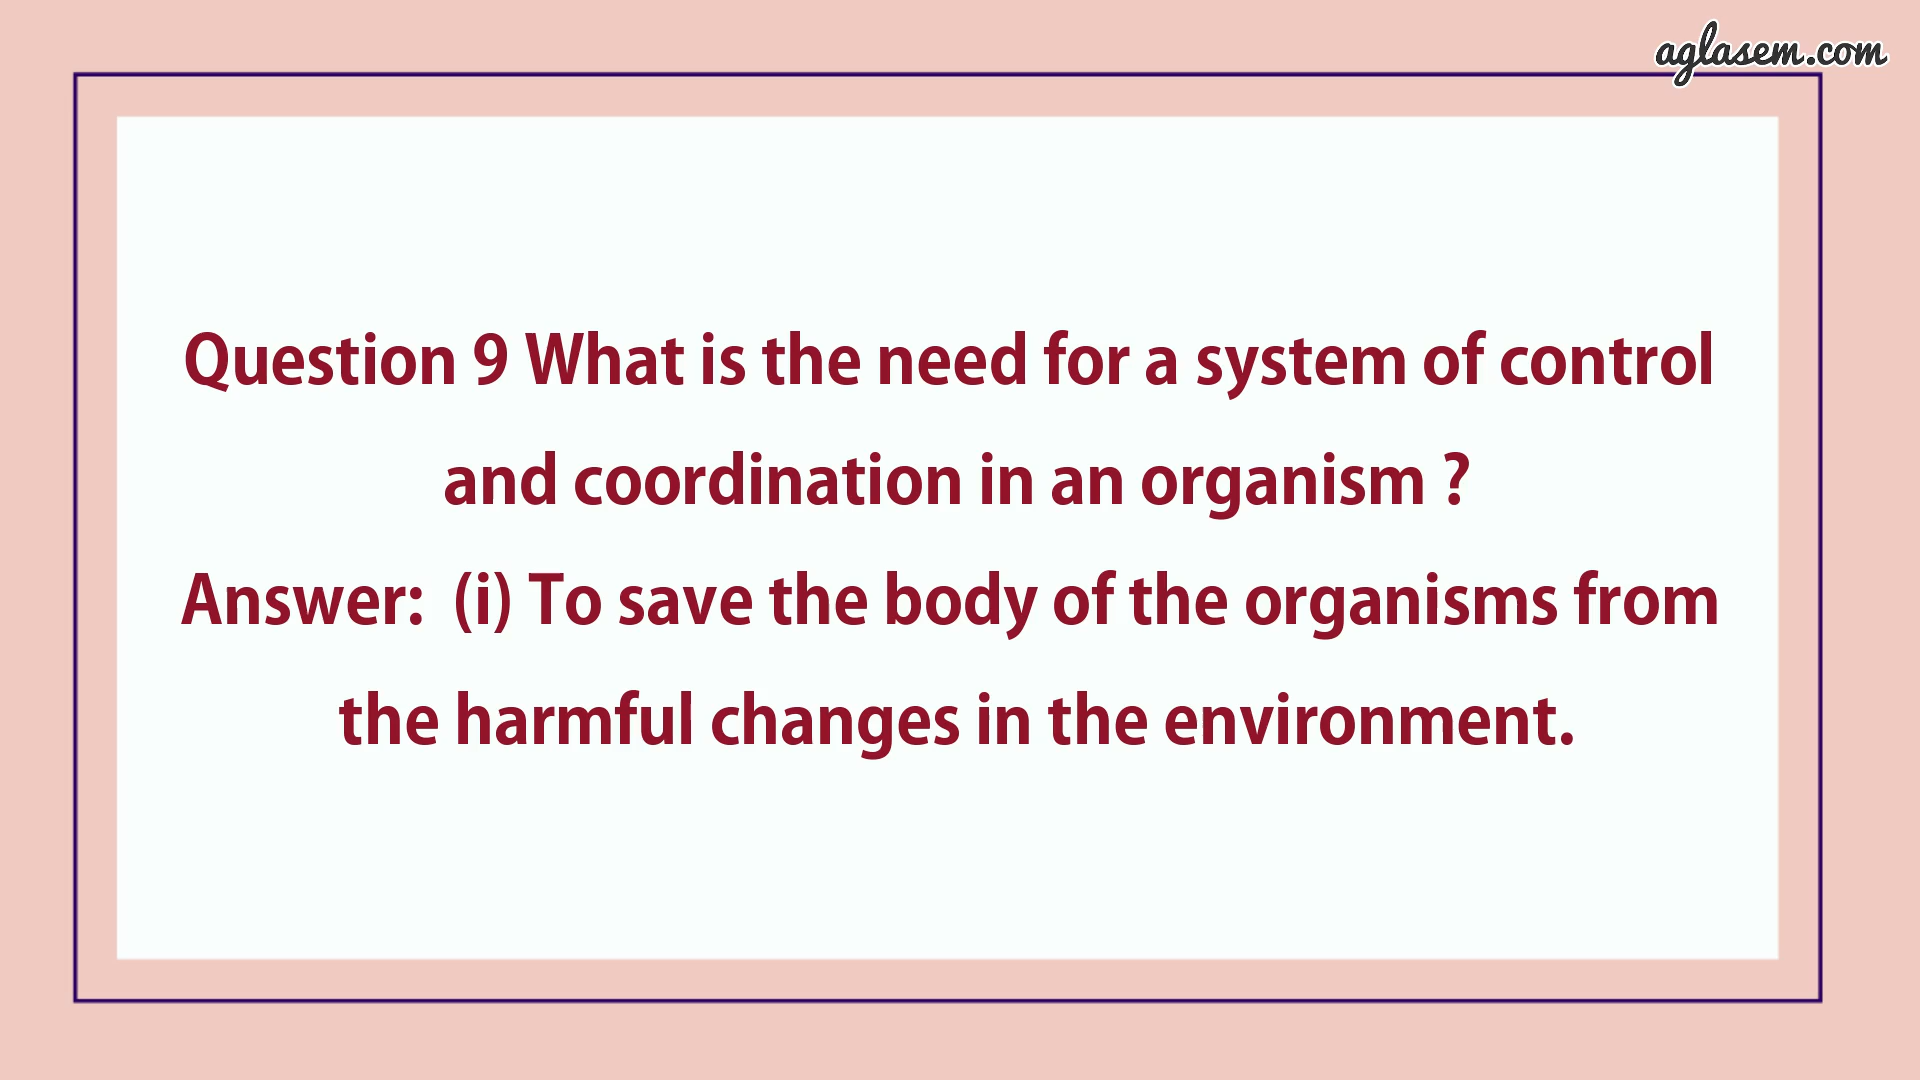 aglasem.com
Question 9 What is the need for a system of control
and coordination in an organism ?
Answer:  (i) To save the body of the organisms from
the harmful changes in the environment.